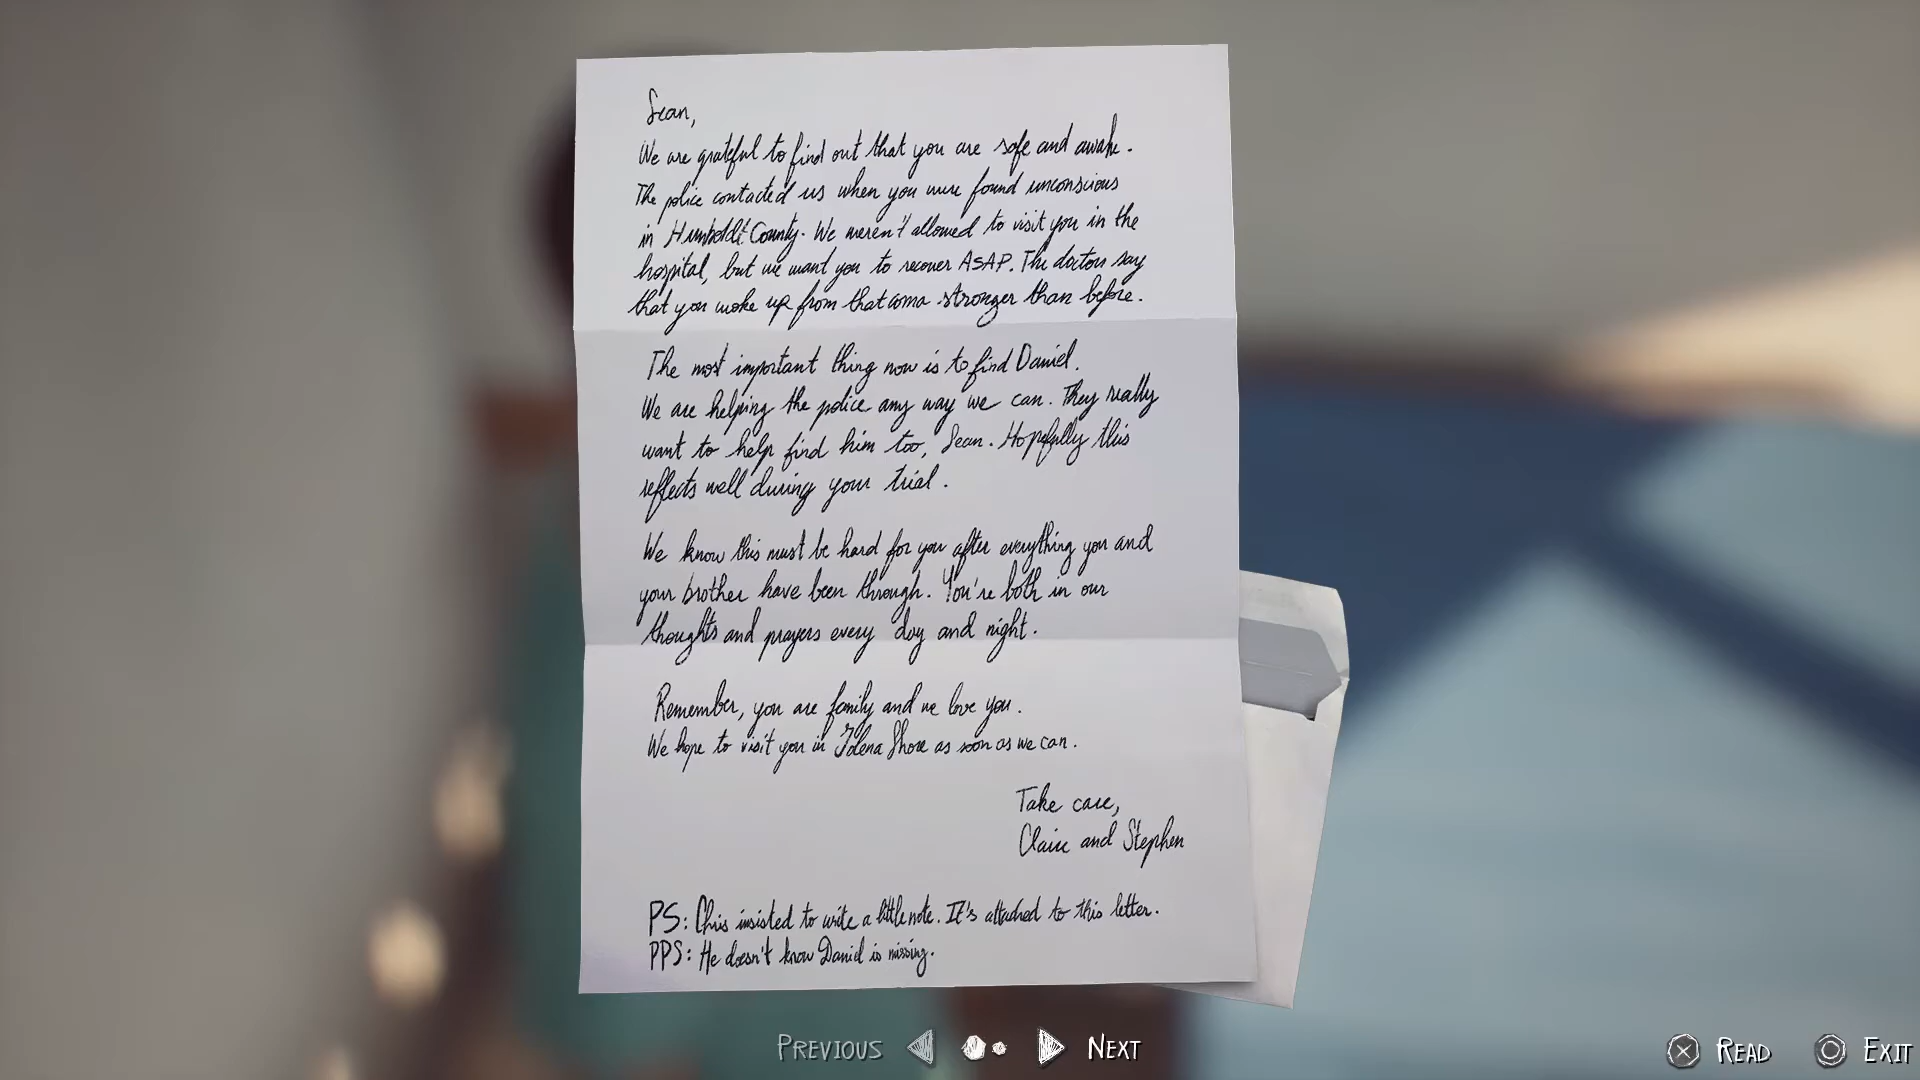 Sean,
We are grateful to find out that you are safe and awake.
The police contacted us when you were found unconscious
in Humboldt County. We weren't allowed to visit you in the
hospital, but we want you to recover ASAP. The doctors say
that you woke up from that coma stronger than before.
The most important thing now is to find Daniel.
We are helping the police any way we can. They really
want to help find him too, Sean. Hopefully this
reflects well during your trial.
We know this must be hard for you after everything you and
your brother have been through. You're both in our
thoughts and prayers every day and night.
Remember, you are family and we love you.
We hope to visit you in Jolena Shore as soon as we can.
Take care,
Claire and Stephen
PS: Chris insisted to write a little note. It's attached to this letter.
PPS: He doesn't know Daniel is missing.
PREVIOUS NEXT
READ EXIT